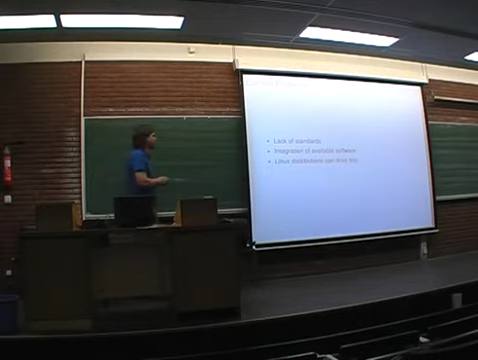 Lack of standards
Integration of available software
Linux distributions can drive this